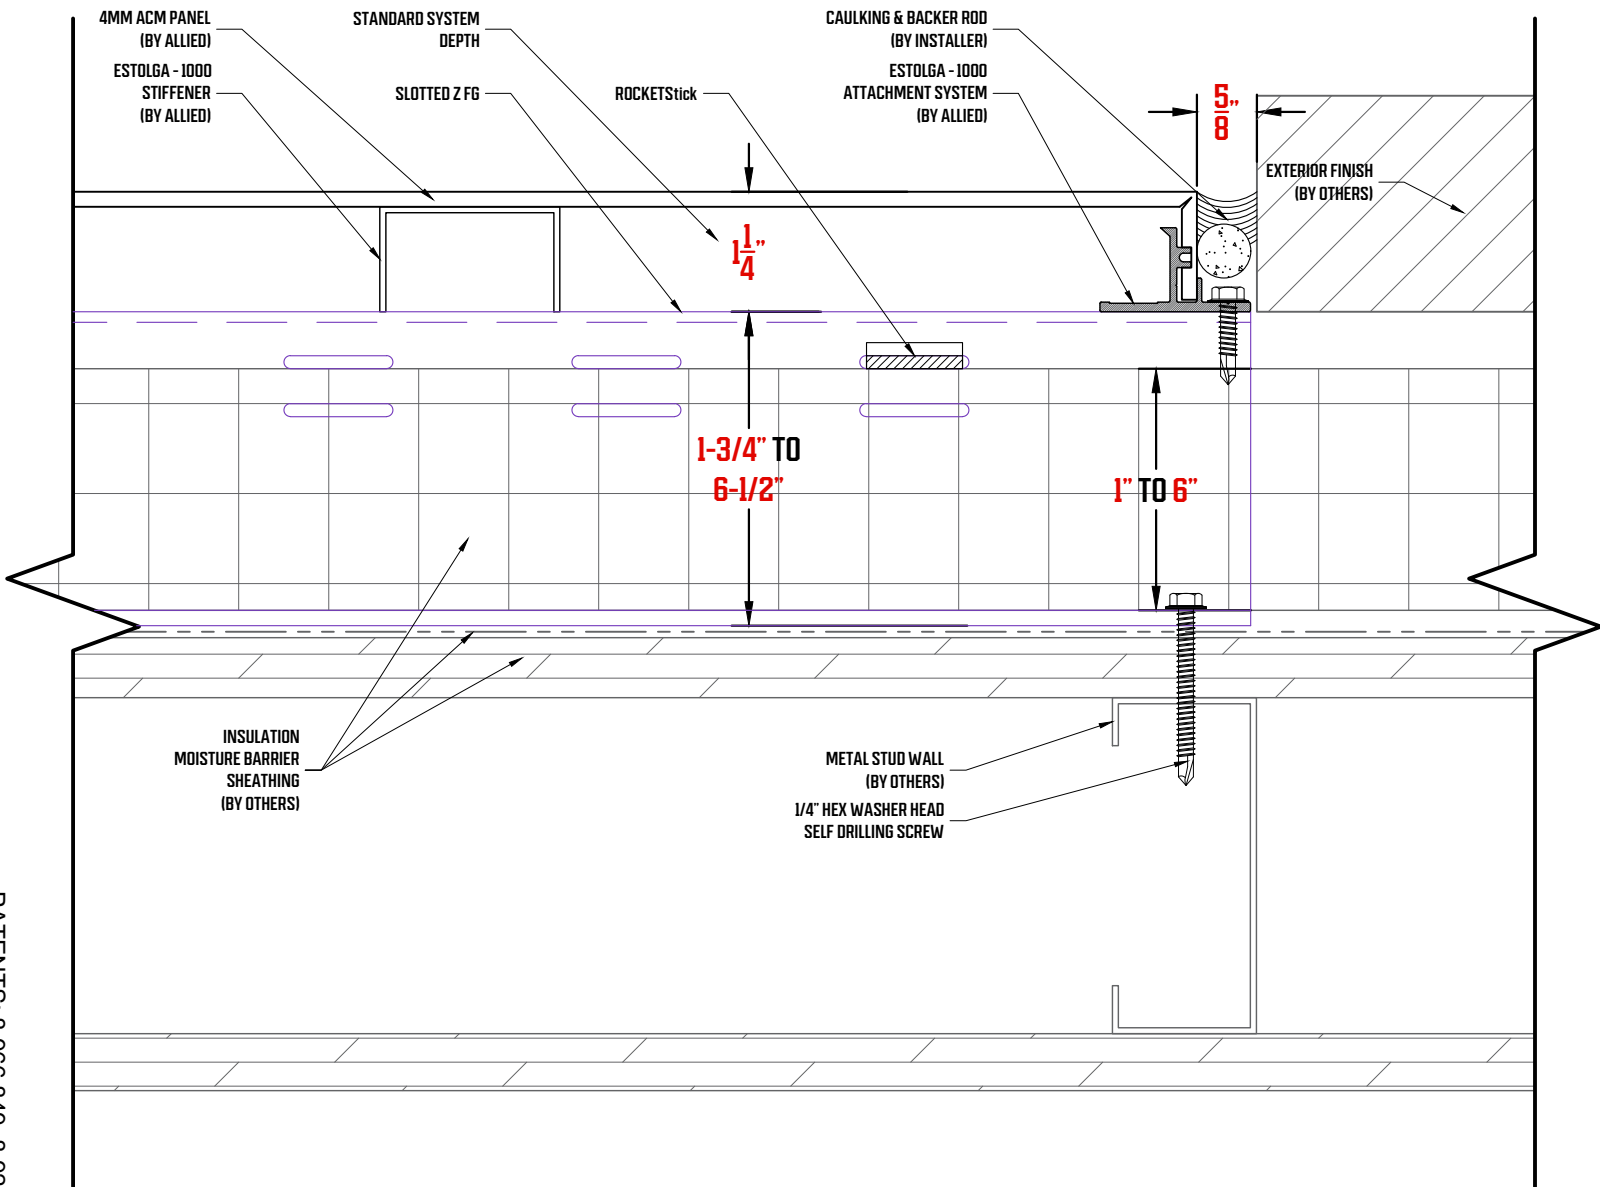 4MM ACM PANEL
(BY ALLIED)
ESTOLGA - 1000
STIFFENER
(BY ALLIED)
STANDARD SYSTEM
DEPTH
SLOTTED Z FG
ROCKETStick
CAULKING & BACKER ROD
(BY INSTALLER)
ESTOLGA - 1000
ATTACHMENT SYSTEM
(BY ALLIED)
5/8"
EXTERIOR FINISH
(BY OTHERS)
1 1/4"
1-3/4" TO
6-1/2"
1" TO 6"
INSULATION
MOISTURE BARRIER
SHEATHING
(BY OTHERS)
METAL STUD WALL
(BY OTHERS)
1/4" HEX WASHER HEAD
SELF DRILLING SCREW